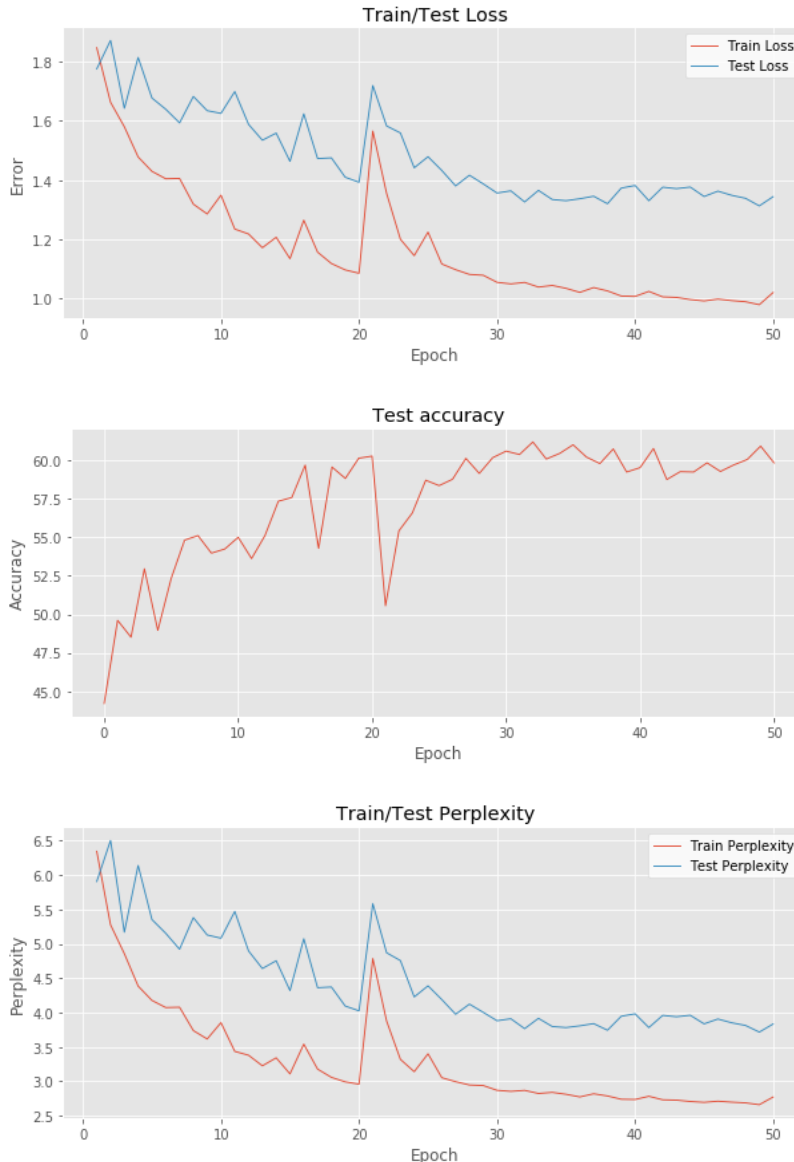 Train/Test Loss
Train Loss
Test Loss
1.8
1.6
1.4
1.2
1.0
Error
0 10 20 30 40 50
Epoch
Test accuracy
60.0
57.5
55.0
52.5
50.0
47.5
45.0
Accuracy
0 10 20 30 40 50
Epoch
Train/Test Perplexity
Train Perplexity
Test Perplexity
6.5
6.0
5.5
5.0
4.5
4.0
3.5
3.0
2.5
Perplexity
0 10 20 30 40 50
Epoch